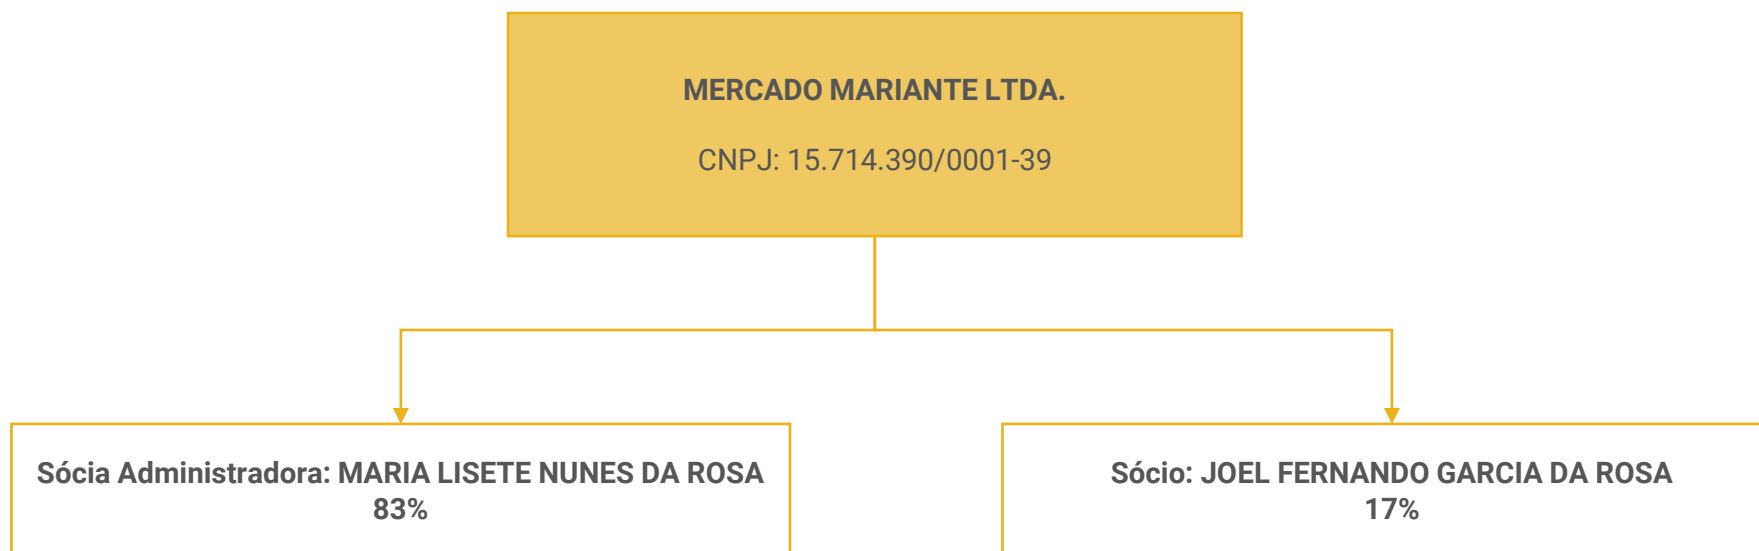 MERCADO MARIANTE LTDA.
CNPJ: 15.714.390/0001-39
Sócia Administradora: MARIA LISETE NUNES DA ROSA
83%
Sócio: JOEL FERNANDO GARCIA DA ROSA
17%